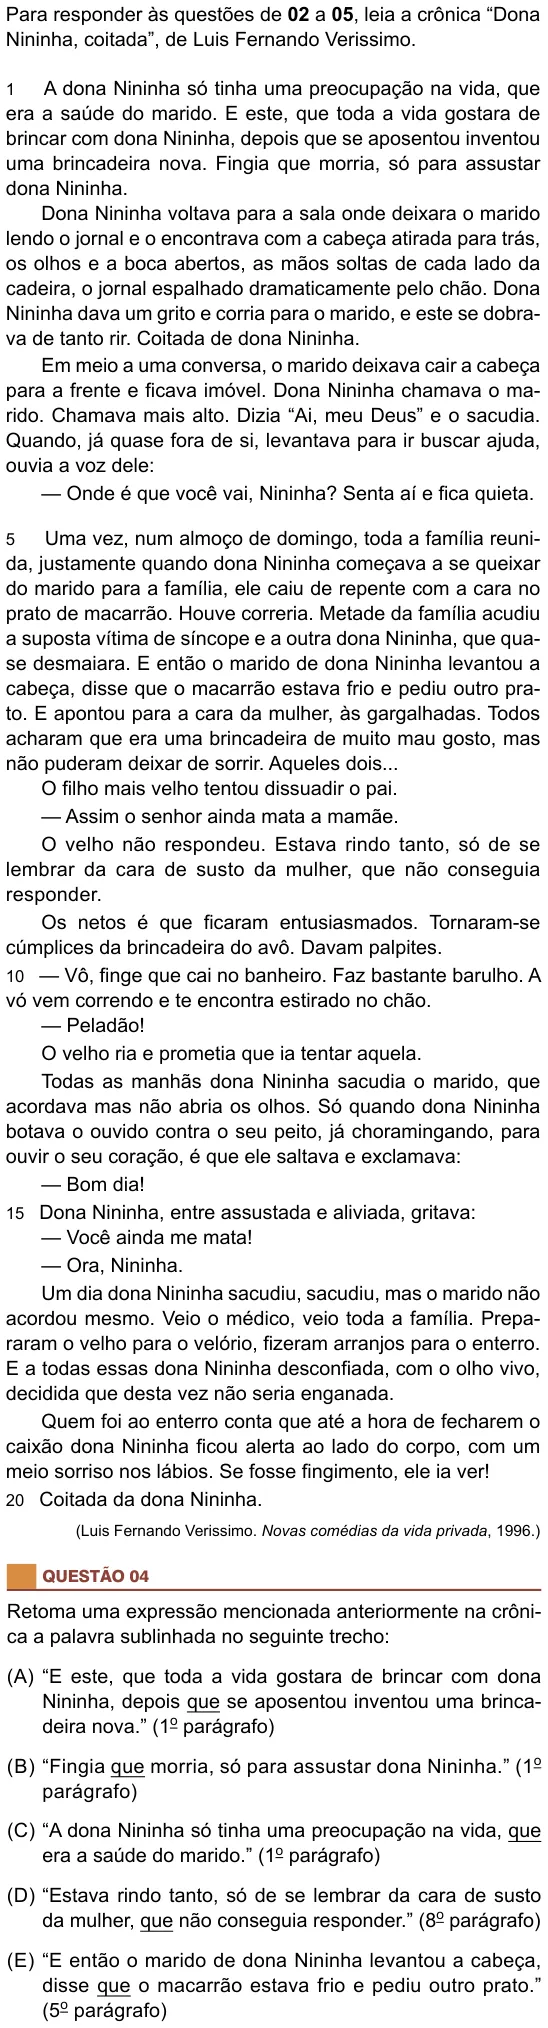 Para responder às questões de 02 a 05, leia a crônica “Dona
Nininha, coitada”, de Luis Fernando Verissimo.
1 A dona Nininha só tinha uma preocupação na vida, que
era a saúde do marido. E este, que toda a vida gostara de
brincar com dona Nininha, depois que se aposentou inventou
uma brincadeira nova. Fingia que morria, só para assustar
dona Nininha.
Dona Nininha voltava para a sala onde deixara o marido
lendo o jornal e o encontrava com a cabeça atirada para trás,
os olhos e a boca abertos, as mãos soltas de cada lado da
cadeira, o jornal espalhado dramaticamente pelo chão. Dona
Nininha dava um grito e corria para o marido, e este se dobra-
va de tanto rir. Coitada de dona Nininha.
Em meio a uma conversa, o marido deixava cair a cabeça
para a frente e ficava imóvel. Dona Nininha chamava o ma-
rido. Chamava mais alto. Dizia “Ai, meu Deus” e o sacudia.
Quando, já quase fora de si, levantava para ir buscar ajuda,
ouvia a voz dele:
— Onde é que você vai, Nininha? Senta aí e fica quieta.
5 Uma vez, num almoço de domingo, toda a família reuni-
da, justamente quando dona Nininha começava a se queixar
do marido para a família, ele caiu de repente com a cara no
prato de macarrão. Houve correria. Metade da família acudiu
a suposta vítima de síncope e a outra dona Nininha, que qua-
se desmaiara. E então o marido de dona Nininha levantou a
cabeça, disse que o macarrão estava frio e pediu outro pra-
to. E apontou para a cara da mulher, às gargalhadas. Todos
acharam que era uma brincadeira de muito mau gosto, mas
não puderam deixar de sorrir. Aqueles dois...
O filho mais velho tentou dissuadir o pai.
— Assim o senhor ainda mata a mamãe.
O velho não respondeu. Estava rindo tanto, só de se
lembrar da cara de susto da mulher, que não conseguia
responder.
Os netos é que ficaram entusiasmados. Tornaram-se
cúmplices da brincadeira do avô. Davam palpites.
10 — Vô, finge que cai no banheiro. Faz bastante barulho. A
vó vem correndo e te encontra estirado no chão.
— Peladão!
O velho ria e prometia que ia tentar aquela.
Todas as manhãs dona Nininha sacudia o marido, que
acordava mas não abria os olhos. Só quando dona Nininha
botava o ouvido contra o seu peito, já choramingando, para
ouvir o seu coração, é que ele saltava e exclamava:
— Bom dia!
15 Dona Nininha, entre assustada e aliviada, gritava:
— Você ainda me mata!
— Ora, Nininha.
Um dia dona Nininha sacudiu, sacudiu, mas o marido não
acordou mesmo. Veio o médico, veio toda a família. Prepa-
raram o velho para o velório, fizeram arranjos para o enterro.
E a todas essas dona Nininha desconfiada, com o olho vivo,
decidida que desta vez não seria enganada.
Quem foi ao enterro conta que até a hora de fecharem o
caixão dona Nininha ficou alerta ao lado do corpo, com um
meio sorriso nos lábios. Se fosse fingimento, ele ia ver!
20 Coitada da dona Nininha.
(Luis Fernando Verissimo. Novas comédias da vida privada, 1996.)
QUESTÃO 04
Retoma uma expressão mencionada anteriormente na crôni-
ca a palavra sublinhada no seguinte trecho:
(A) “E este, que toda a vida gostara de brincar com dona
Nininha, depois que se aposentou inventou uma brinca-
deira nova.” (1º parágrafo)
(B) “Fingia que morria, só para assustar dona Nininha.” (1º
parágrafo)
(C) “A dona Nininha só tinha uma preocupação na vida, que
era a saúde do marido.” (1º parágrafo)
(D) “Estava rindo tanto, só de se lembrar da cara de susto
da mulher, que não conseguia responder.” (8º parágrafo)
(E) “E então o marido de dona Nininha levantou a cabeça,
disse que o macarrão estava frio e pediu outro prato.”
(5º parágrafo)